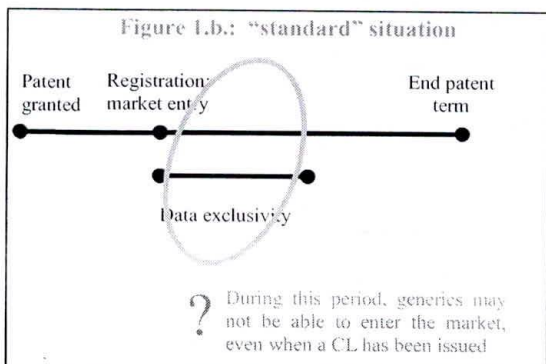 Figure 1.b.: "standard" situation
Patent granted
Registration: market entry
End patent term
Data exclusivity
? During this period, generics may
not be able to enter the market,
even when a CL has been issued